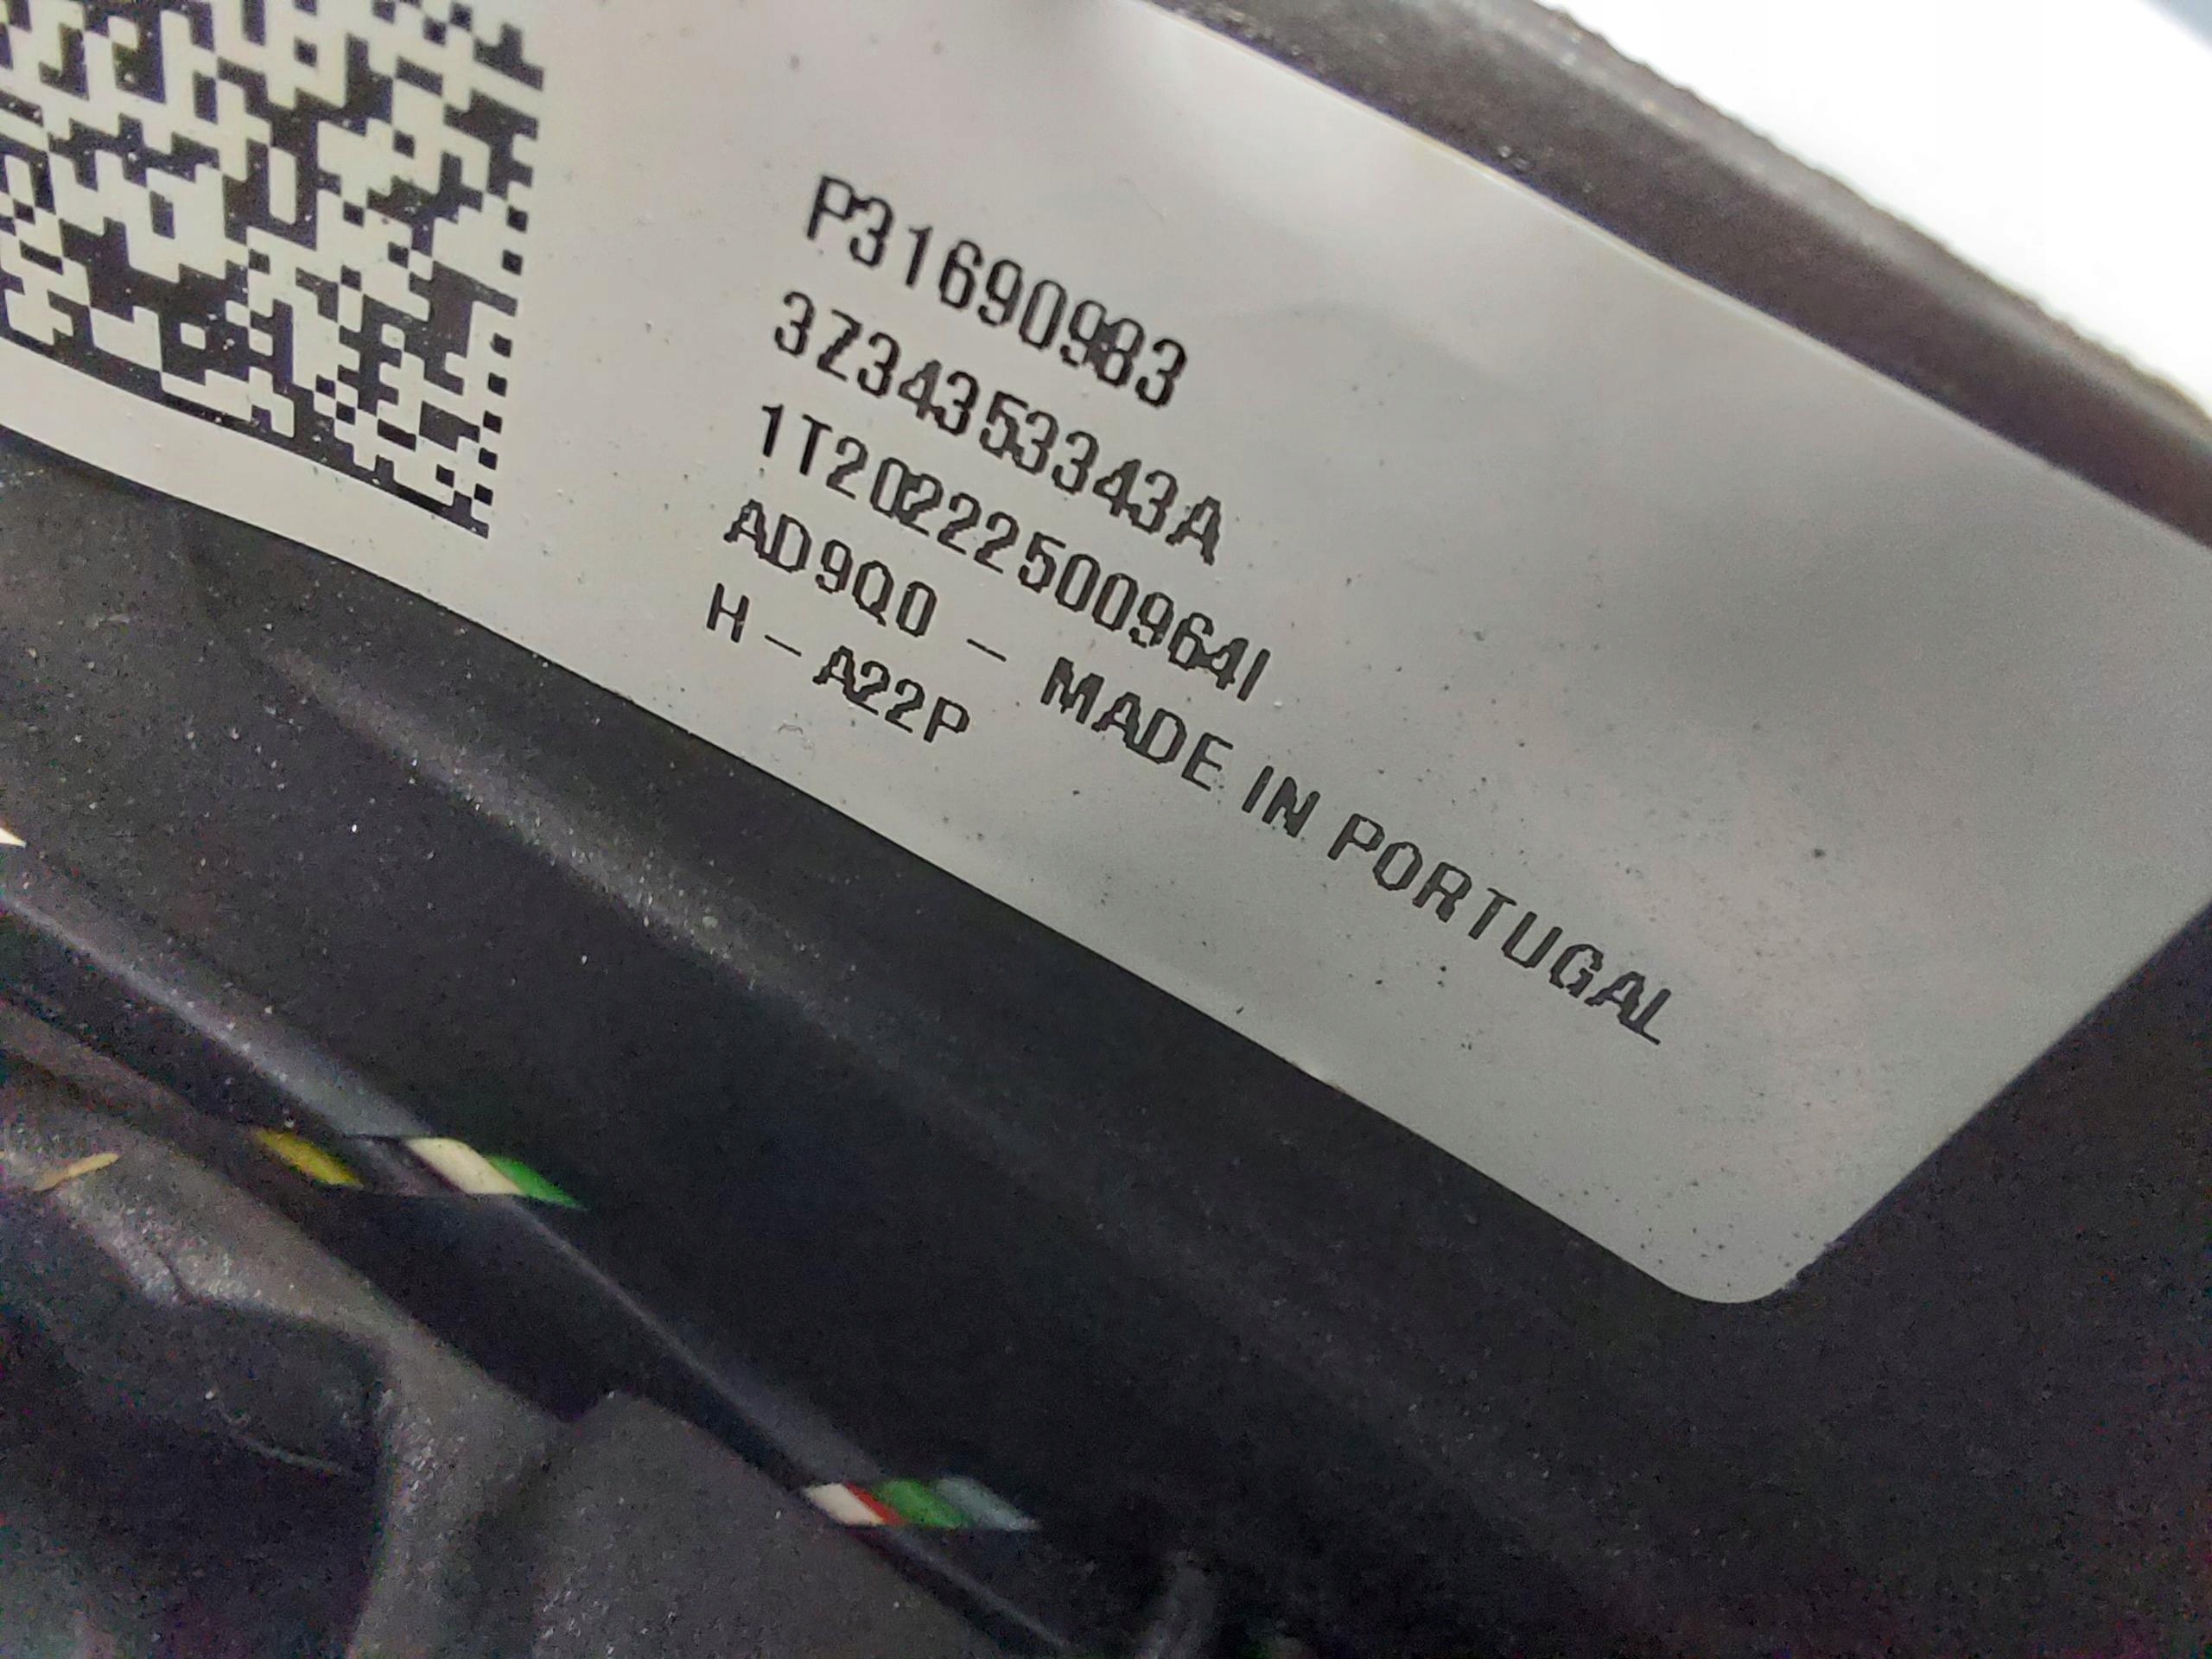 P31690983
3Z34353343A
1T20222500964I
AD9Q0 - MADE IN PORTUGAL
H - A22P